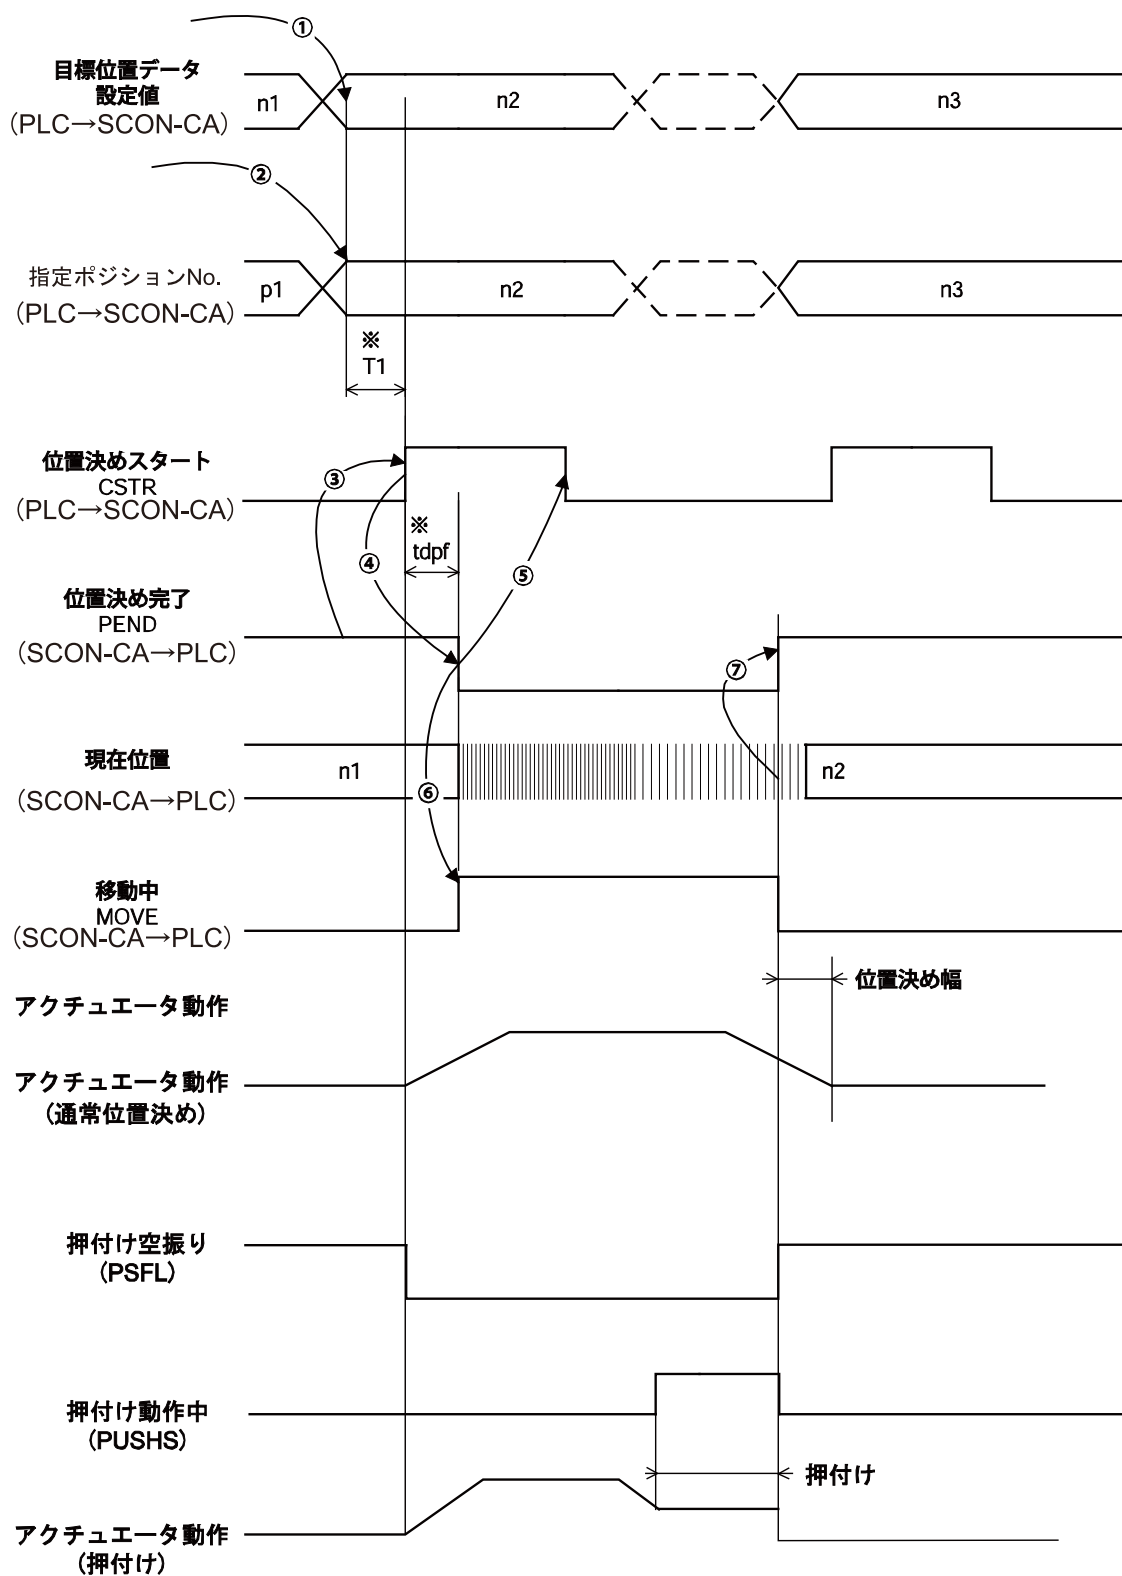 ①
目標位置データ
設定値
(PLC→SCON-CA)
n1
n2
n3
②
指定ポジションNo.
(PLC→SCON-CA)
p1
n2
n3
※
T1
位置決めスタート
CSTR
(PLC→SCON-CA)
③
※
tdpf
④
⑤
位置決め完了
PEND
(SCON-CA→PLC)
⑦
現在位置
(SCON-CA→PLC)
n1
n2
⑥
移動中
MOVE
(SCON-CA→PLC)
位置決め幅
アクチュエータ動作
アクチュエータ動作
(通常位置決め)
押付け空振り
(PSFL)
押付け動作中
(PUSHS)
押付け
アクチュエータ動作
(押付け)